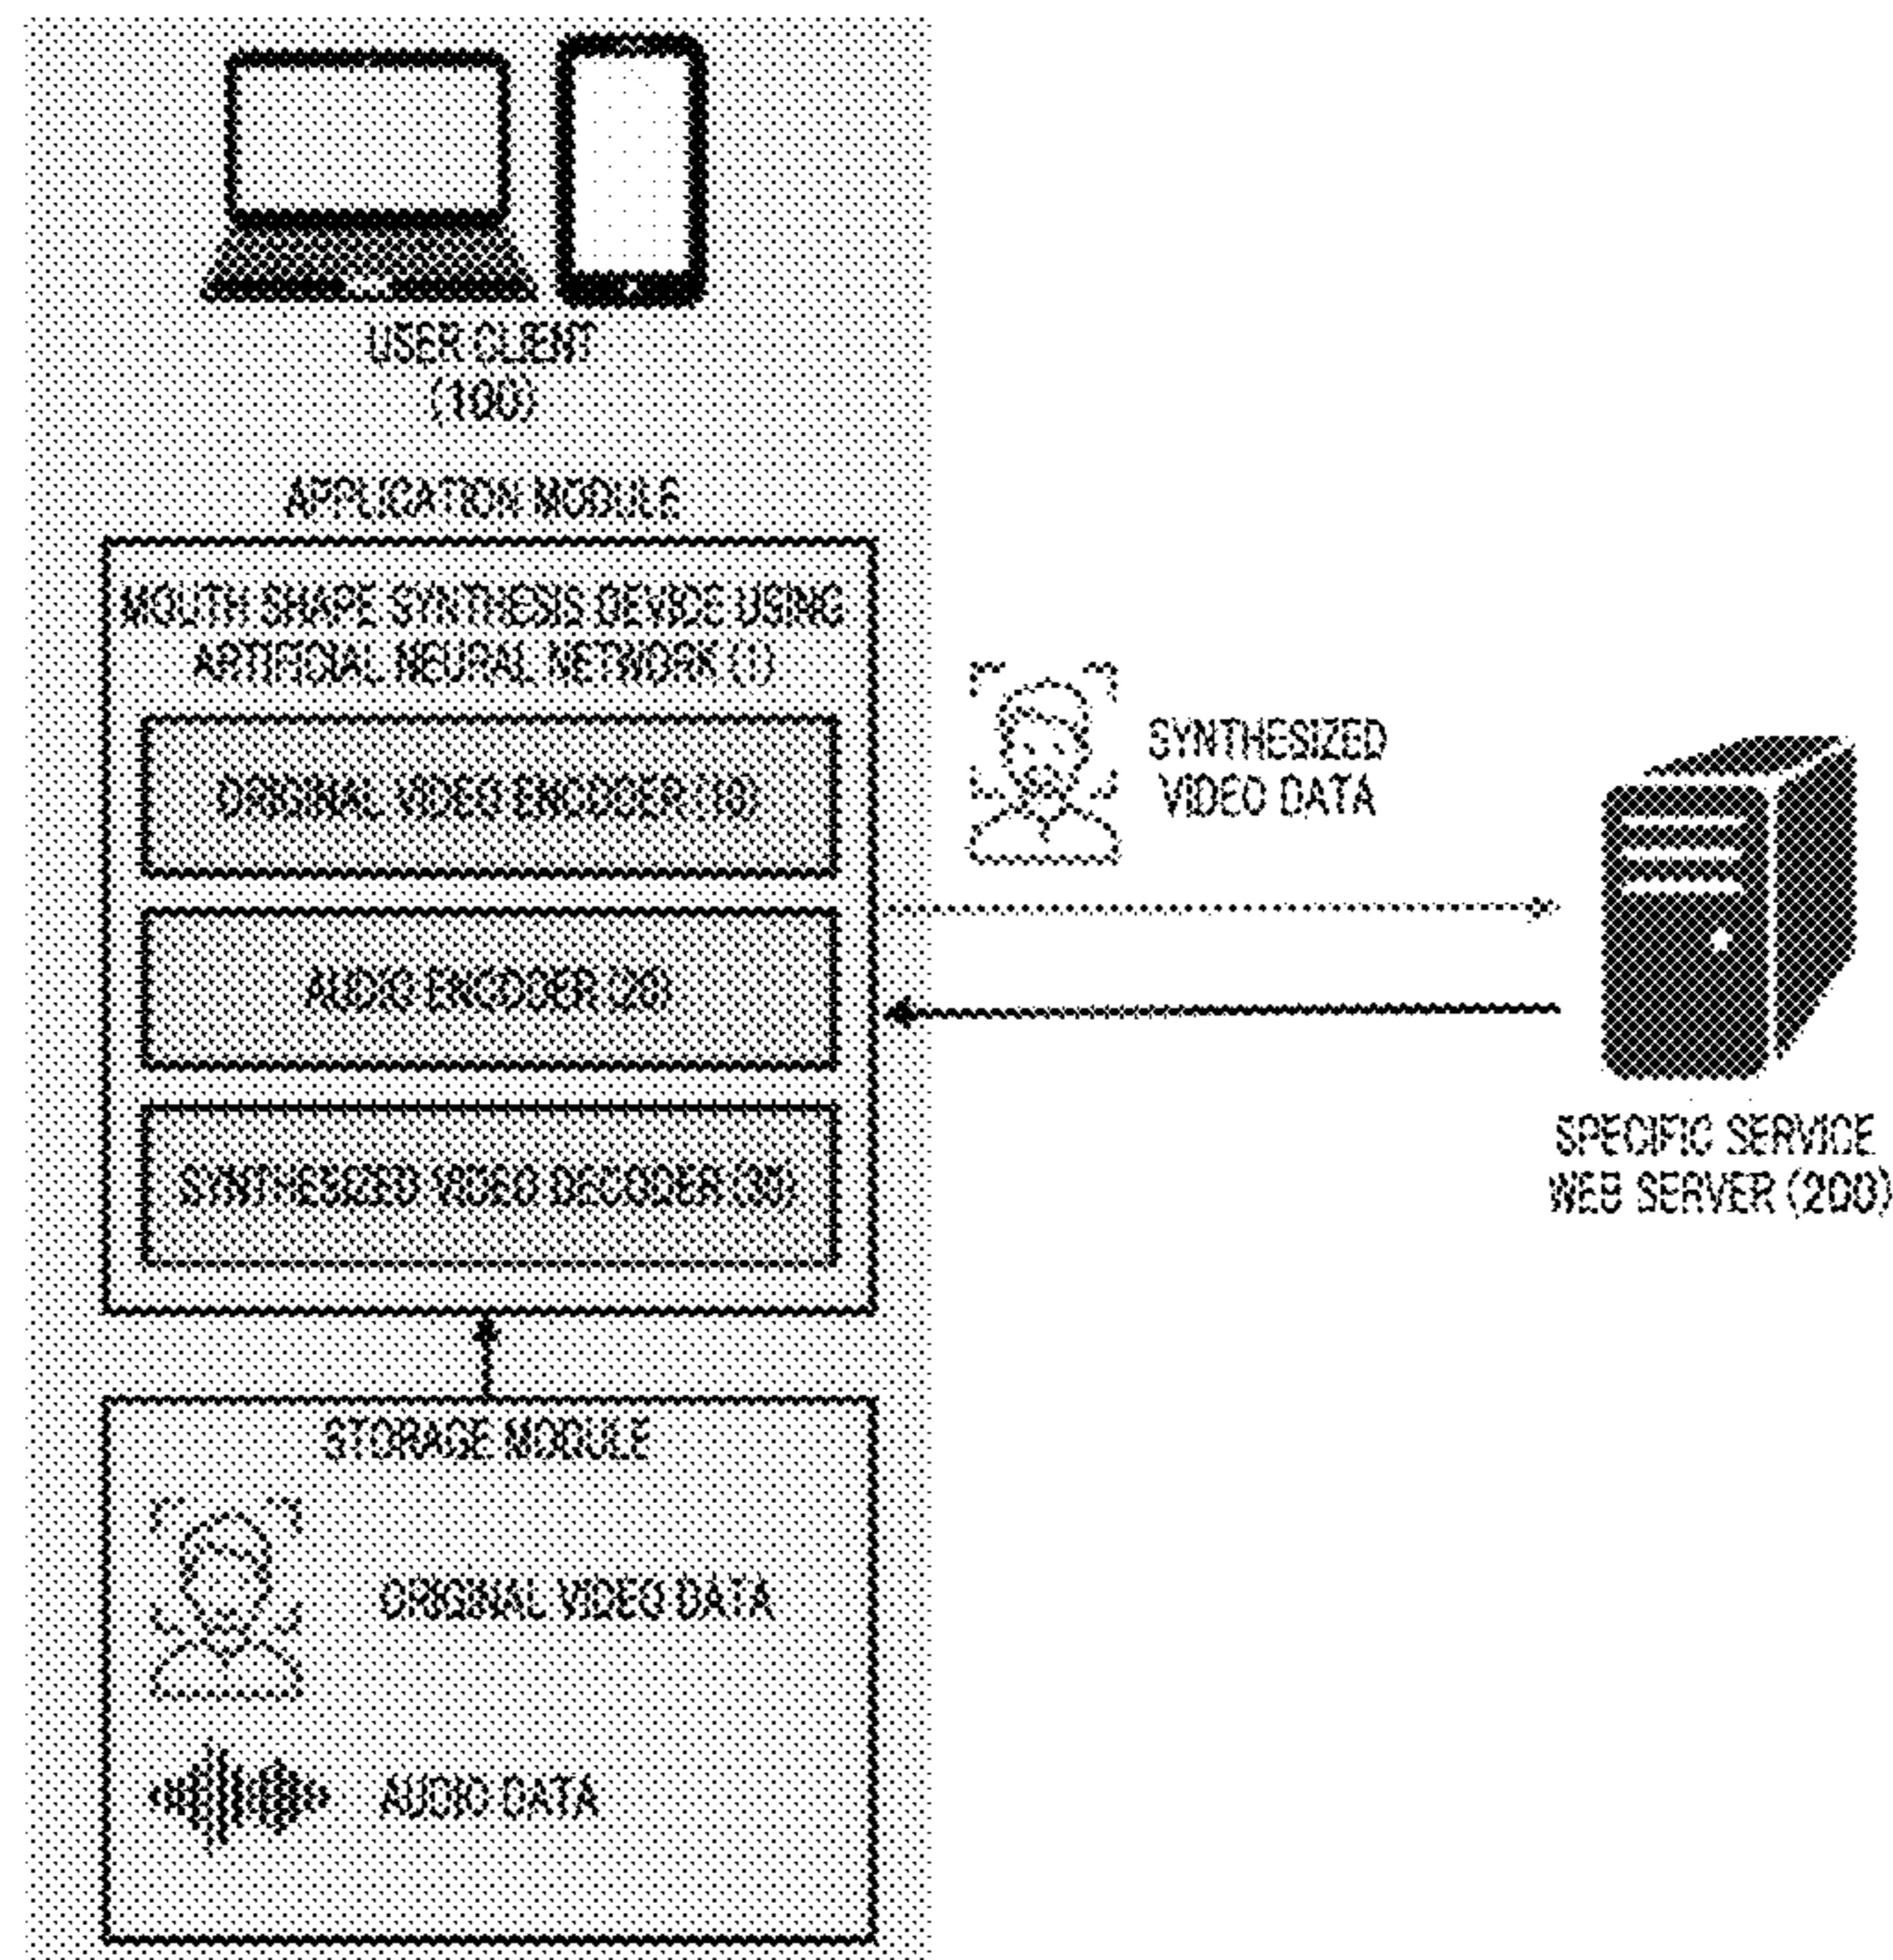 USER CLIENT
(100)
APPLICATION MODULE
MOUTH SHAPE SYNTHESIS DEVICE USING
ARTIFICIAL NEURAL NETWORK (1)
ORIGINAL VIDEO ENCODER (10)
AUDIO ENCODER (20)
SYNTHESIZED VIDEO DECODER (30)
SYNTHESIZED
VIDEO DATA
SPECIFIC SERVICE
WEB SERVER (200)
STORAGE MODULE
ORIGINAL VIDEO DATA
AUDIO DATA